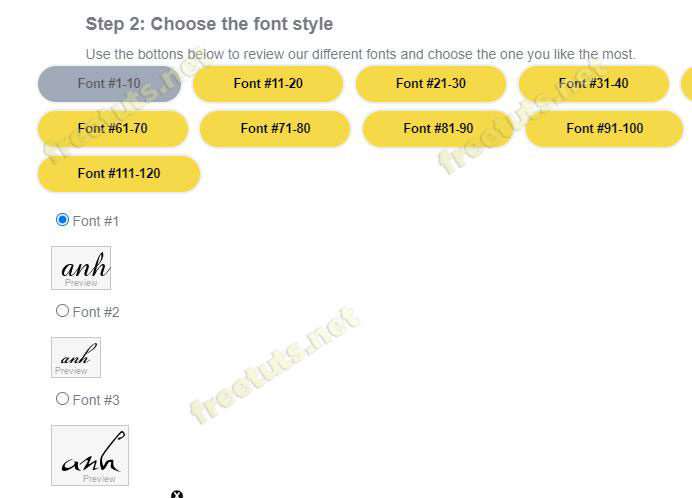 Step 2: Choose the font style
Use the bottons below to review our different fonts and choose the one you like the most.
Font #1-10 Font #11-20 Font #21-30 Font #31-40
Font #61-70 Font #71-80 Font #81-90 Font #91-100
Font #111-120
Font #1
anh
Preview
Font #2
anh
Preview
Font #3
anh
Preview
freetuts.net
freetuts.net
freetuts.net
X